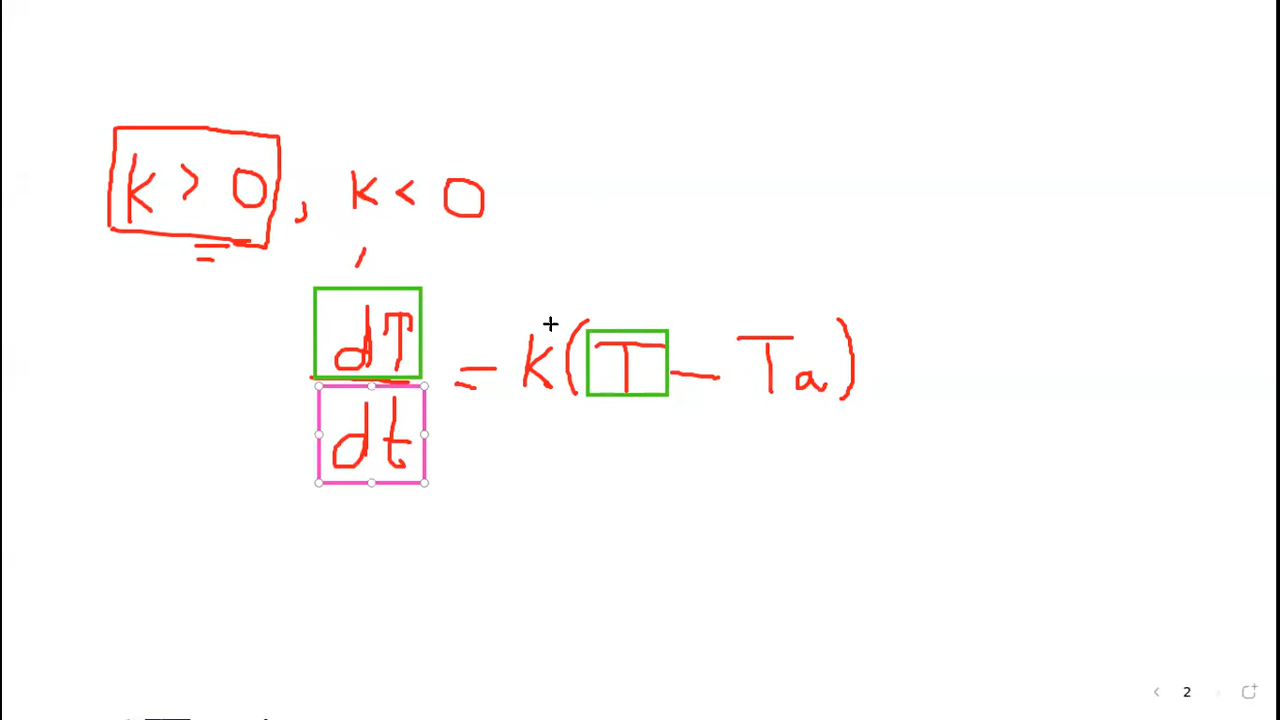 k > 0, k < 0
dT/dt = k(T - Ta)
2